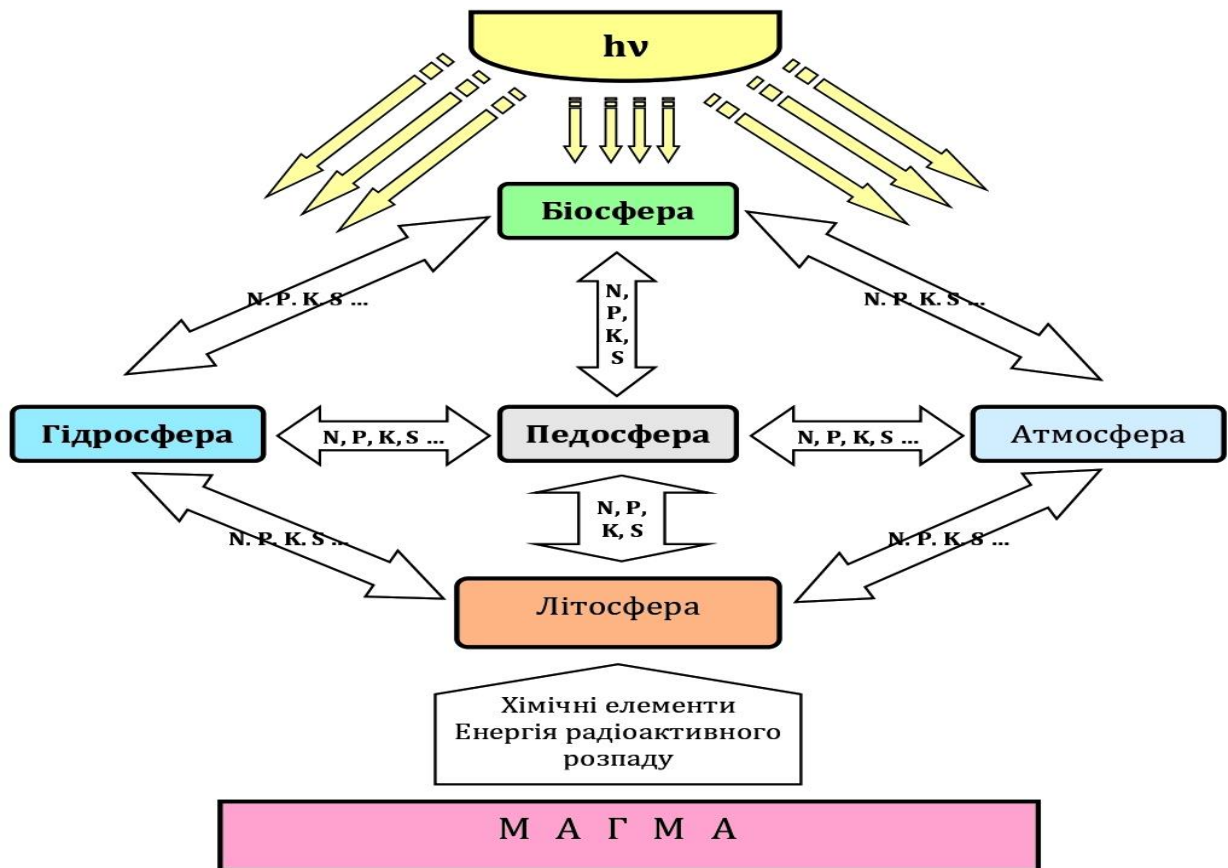 hν
Біосфера
N. P. K. S ...
N,
P,
K,
S
N. P. K. S ...
Гідросфера
N, P, K, S ...
Педосфера
N, P, K, S ...
Атмосфера
N. P. K. S ...
N, P,
K, S
N. P. K. S ...
Літосфера
Хімічні елементи
Енергія радіоактивного
розпаду
М А Г М А